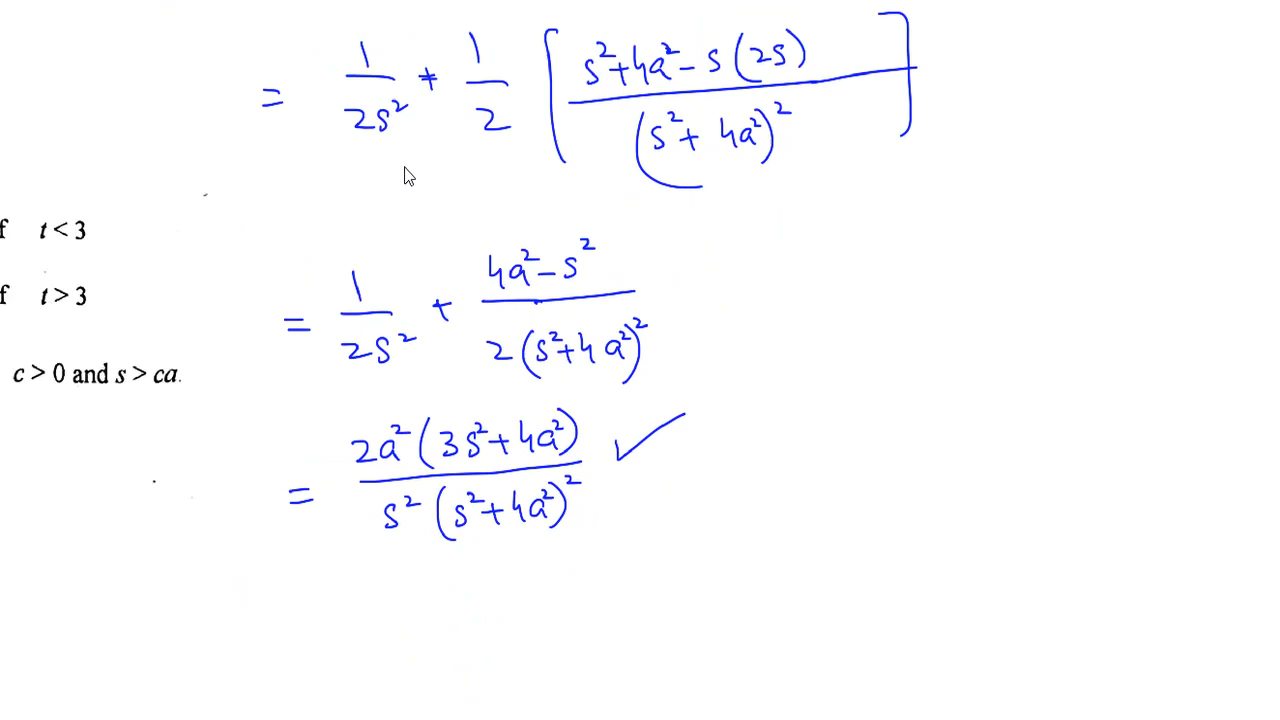 = 1/2s² + 1/2 [ (s²+4a² - s(2s)) / (s²+4a²)² ]
f t < 3
f t > 3
= 1/2s² + (4a² - s²) / 2(s²+4a²)²
c > 0 and s > ca.
= 2a²(3s²+4a²) / s²(s²+4a²)² ✓